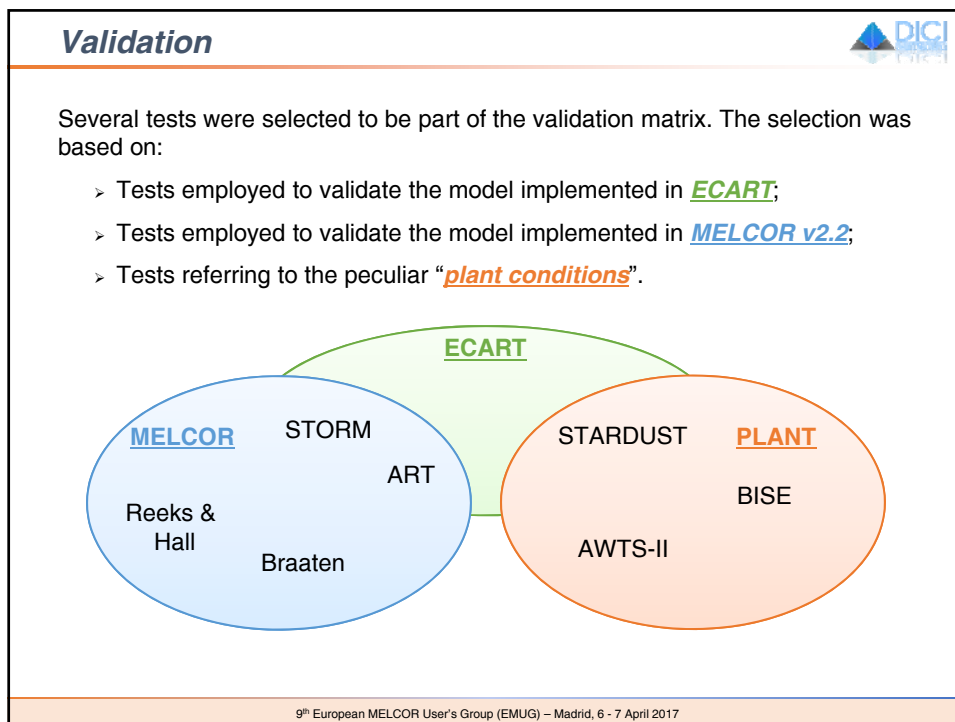 Validation
DICI
Several tests were selected to be part of the validation matrix. The selection was
based on:
➢ Tests employed to validate the model implemented in ECART;
➢ Tests employed to validate the model implemented in MELCOR v2.2;
➢ Tests referring to the peculiar “plant conditions”.
ECART
MELCOR
STORM
STARDUST
PLANT
ART
BISE
Reeks &
Hall
AWTS-II
Braaten
9th European MELCOR User's Group (EMUG) – Madrid, 6 - 7 April 2017